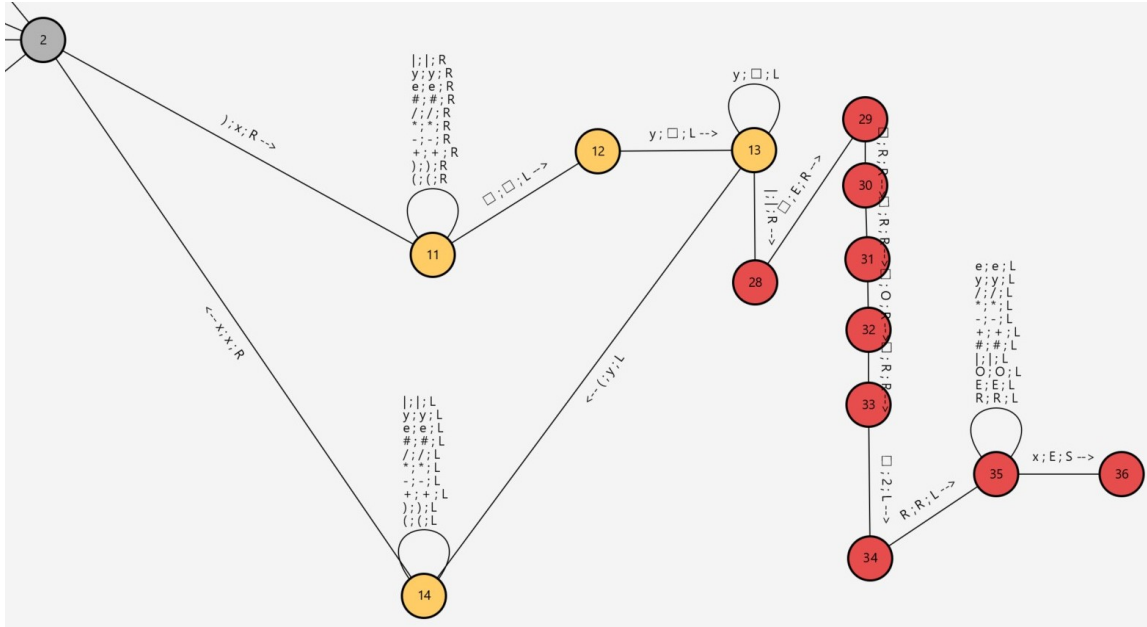 2
);x;R-->
|;|;R
y;y;R
e;e;R
#;#;R
/;/;R
*;*;R
-;-;R
+;+;R
););R
(;(;R
11
□;□;L-->
12
y;□;L-->
y;□;L
13
|;|;R-->
28
□;E;R-->
29
□;R;R-->
30
□;R;R-->
31
□;O;R-->
32
□;R;R-->
33
□;2;L-->
34
R;R;L-->
e;e;L
y;y;L
/;/;L
*;*;L
-;-;L
+;+;L
#;#;L
|;|;L
O;O;L
E;E;L
R;R;L
35
x;E;S-->
36
<--(;y;L
<--x;x;R
|;|;L
y;y;L
e;e;L
#;#;L
/;/;L
*;*;L
-;-;L
+;+;L
););L
(;(;L
14